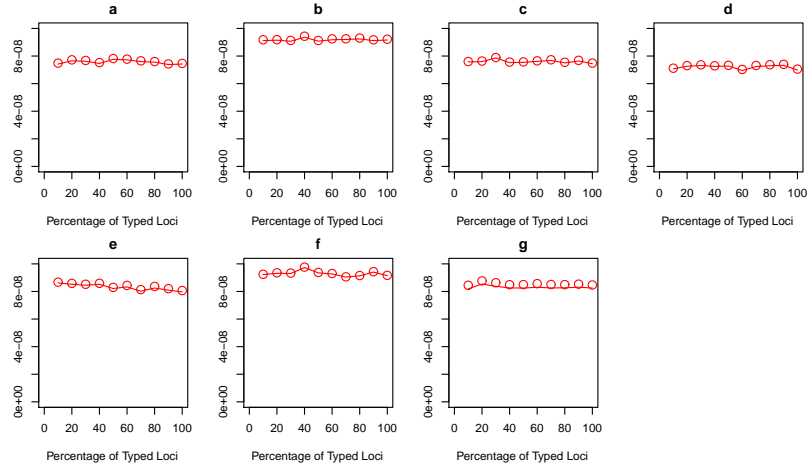 a b c d
8e−08 8e−08 8e−08 8e−08
4e−08 4e−08 4e−08 4e−08
0e+00 0e+00 0e+00 0e+00
0 20 40 60 80 100 0 20 40 60 80 100 0 20 40 60 80 100 0 20 40 60 80 100
Percentage of Typed Loci Percentage of Typed Loci Percentage of Typed Loci Percentage of Typed Loci
e f g
8e−08 8e−08 8e−08
4e−08 4e−08 4e−08
0e+00 0e+00 0e+00
0 20 40 60 80 100 0 20 40 60 80 100 0 20 40 60 80 100
Percentage of Typed Loci Percentage of Typed Loci Percentage of Typed Loci